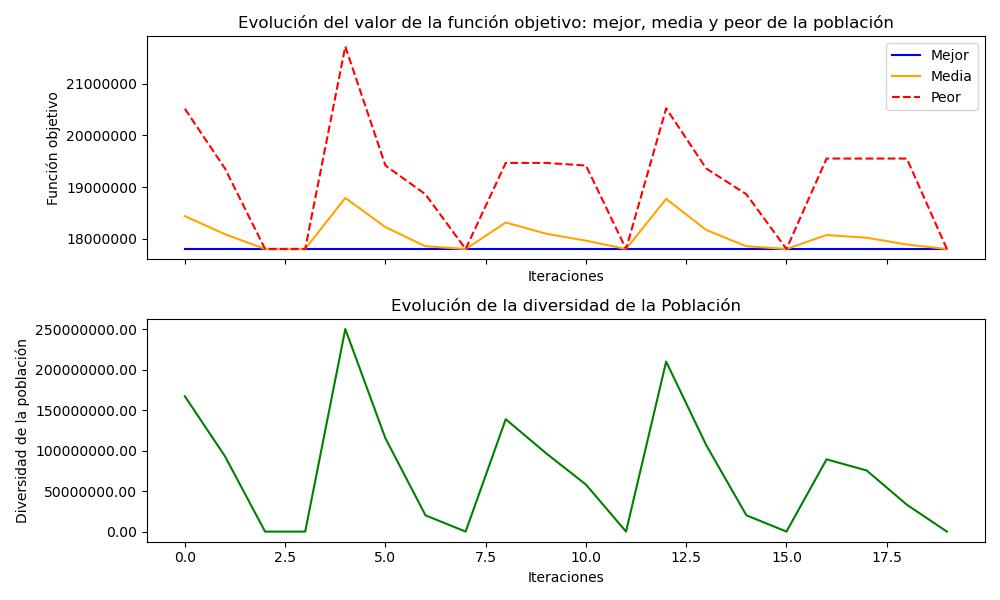 Evolución del valor de la función objetivo: mejor, media y peor de la población
Función objetivo
21000000
20000000
19000000
18000000
Mejor
Media
Peor
Iteraciones
Evolución de la diversidad de la Población
Diversidad de la población
250000000.00
200000000.00
150000000.00
100000000.00
50000000.00
0.00
0.0 2.5 5.0 7.5 10.0 12.5 15.0 17.5
Iteraciones